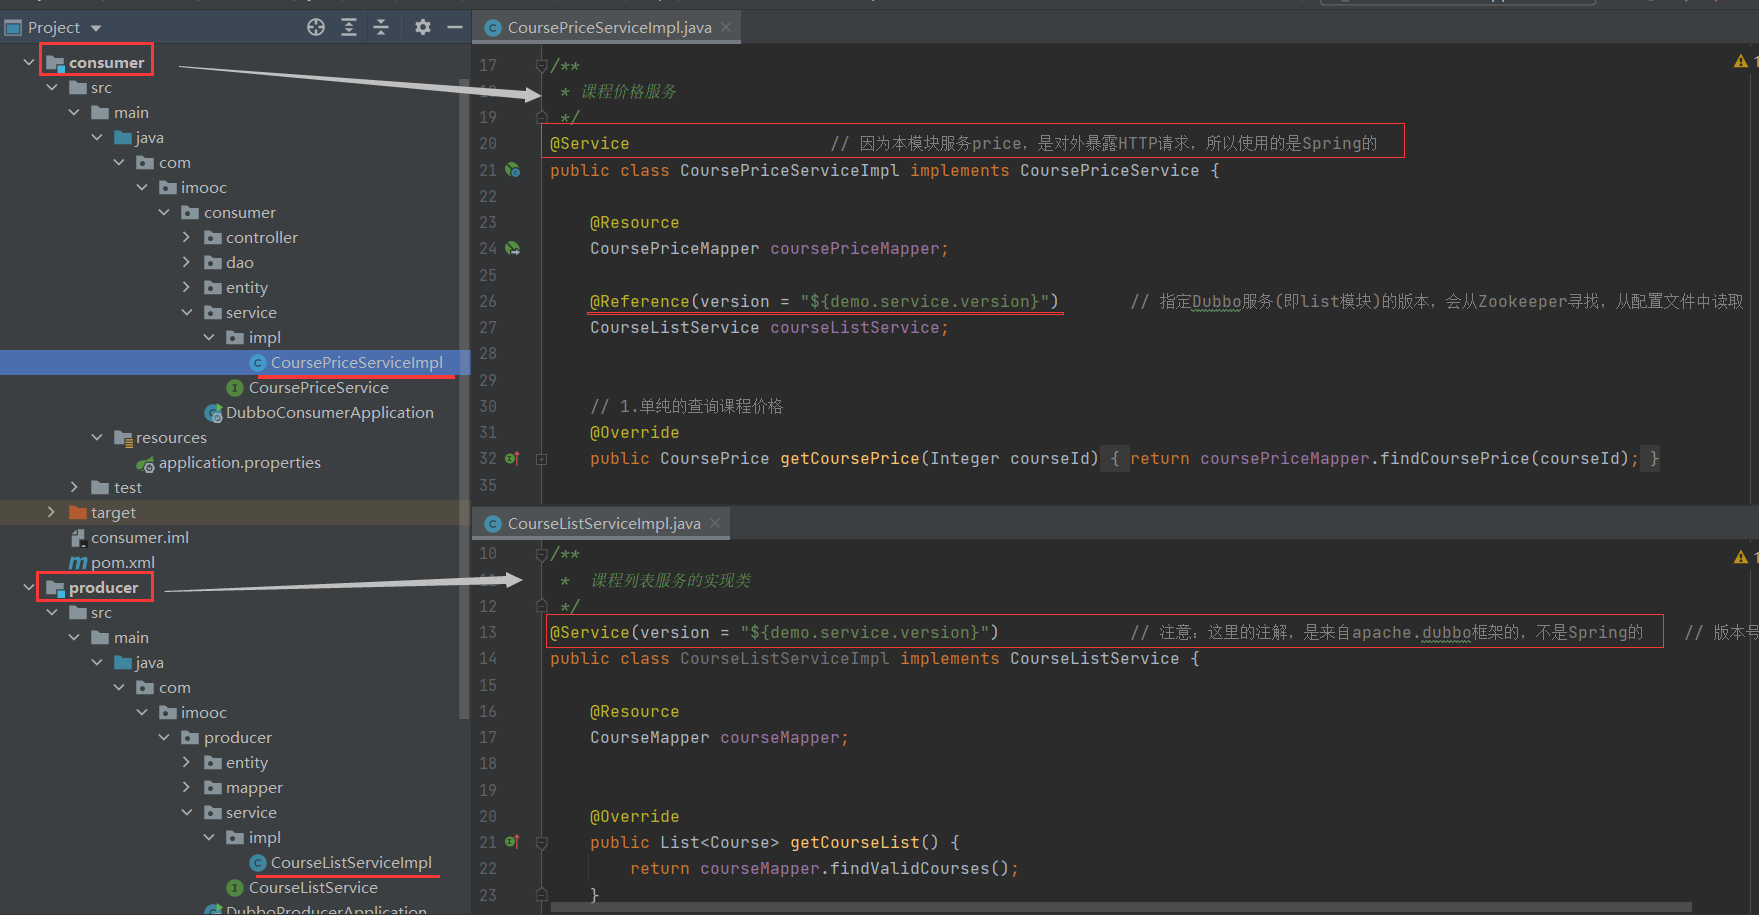 Project
consumer
src
main
java
com
imooc
consumer
controller
dao
entity
service
impl
CoursePriceServiceImpl
CoursePriceService
DubboConsumerApplication
resources
application.properties
test
target
consumer.iml
pom.xml
producer
src
main
java
com
imooc
producer
entity
mapper
service
impl
CourseListServiceImpl
CourseListService
DubboProducerApplication
CoursePriceServiceImpl.java
17 /**
* 课程价格服务
19 */
20 @Service // 因为本模块服务price，是对外暴露HTTP请求，所以使用的是Spring的
21 public class CoursePriceServiceImpl implements CoursePriceService {
22
23 @Resource
24 CoursePriceMapper coursePriceMapper;
25
26 @Reference(version = "${demo.service.version}") // 指定Dubbo服务(即list模块)的版本，会从Zookeeper寻找，从配置文件中读取
27 CourseListService courseListService;
28
29
30 // 1.单纯的查询课程价格
31 @Override
32 public CoursePrice getCoursePrice(Integer courseId) { return coursePriceMapper.findCoursePrice(courseId); }
35
CourseListServiceImpl.java
10 /**
* 课程列表服务的实现类
12 */
13 @Service(version = "${demo.service.version}") // 注意：这里的注解，是来自apache.dubbo框架的，不是Spring的 // 版本号
14 public class CourseListServiceImpl implements CourseListService {
15
16 @Resource
17 CourseMapper courseMapper;
18
19
20 @Override
21 public List<Course> getCourseList() {
22 return courseMapper.findValidCourses();
23 }